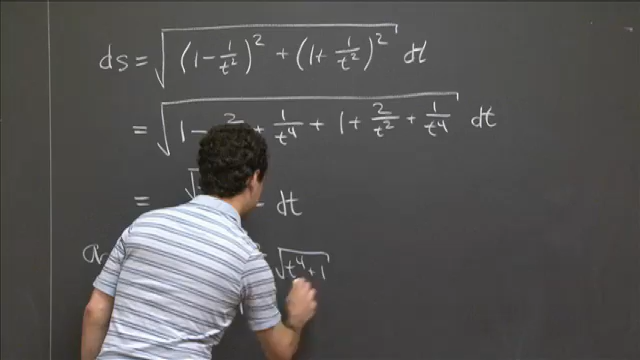 ds = √((1 - 1/t²)² + (1 + 1/t²)²) dt
= √(1 - 2 + 1/t⁴ + 1 + 2/t² + 1/t⁴) dt
= √ dt
√(t⁴+1